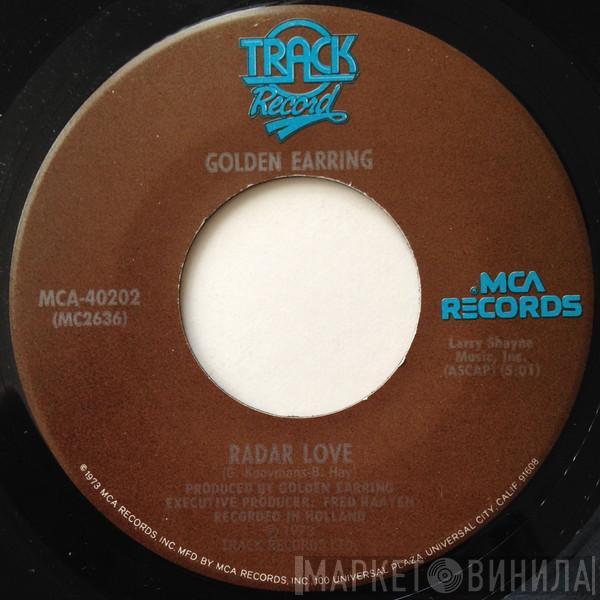 TRACK
Record
GOLDEN EARRING
MCA-40202
(MC2636)
MCA
RECORDS
Larry Shayne
Music, Inc.
(ASCAP) (5:01)
RADAR LOVE
(G. Kooymans-B. Hay)
PRODUCED BY GOLDEN EARRING
EXECUTIVE PRODUCER: FRED HAAYEN
RECORDED IN HOLLAND
TRACK RECORDS LTD.
©1973 MCA RECORDS, INC. MFD BY MCA RECORDS, INC., 100 UNIVERSAL PLAZA, UNIVERSAL CITY, CALIF. 91608
МАРКЕТ ВИНИЛА